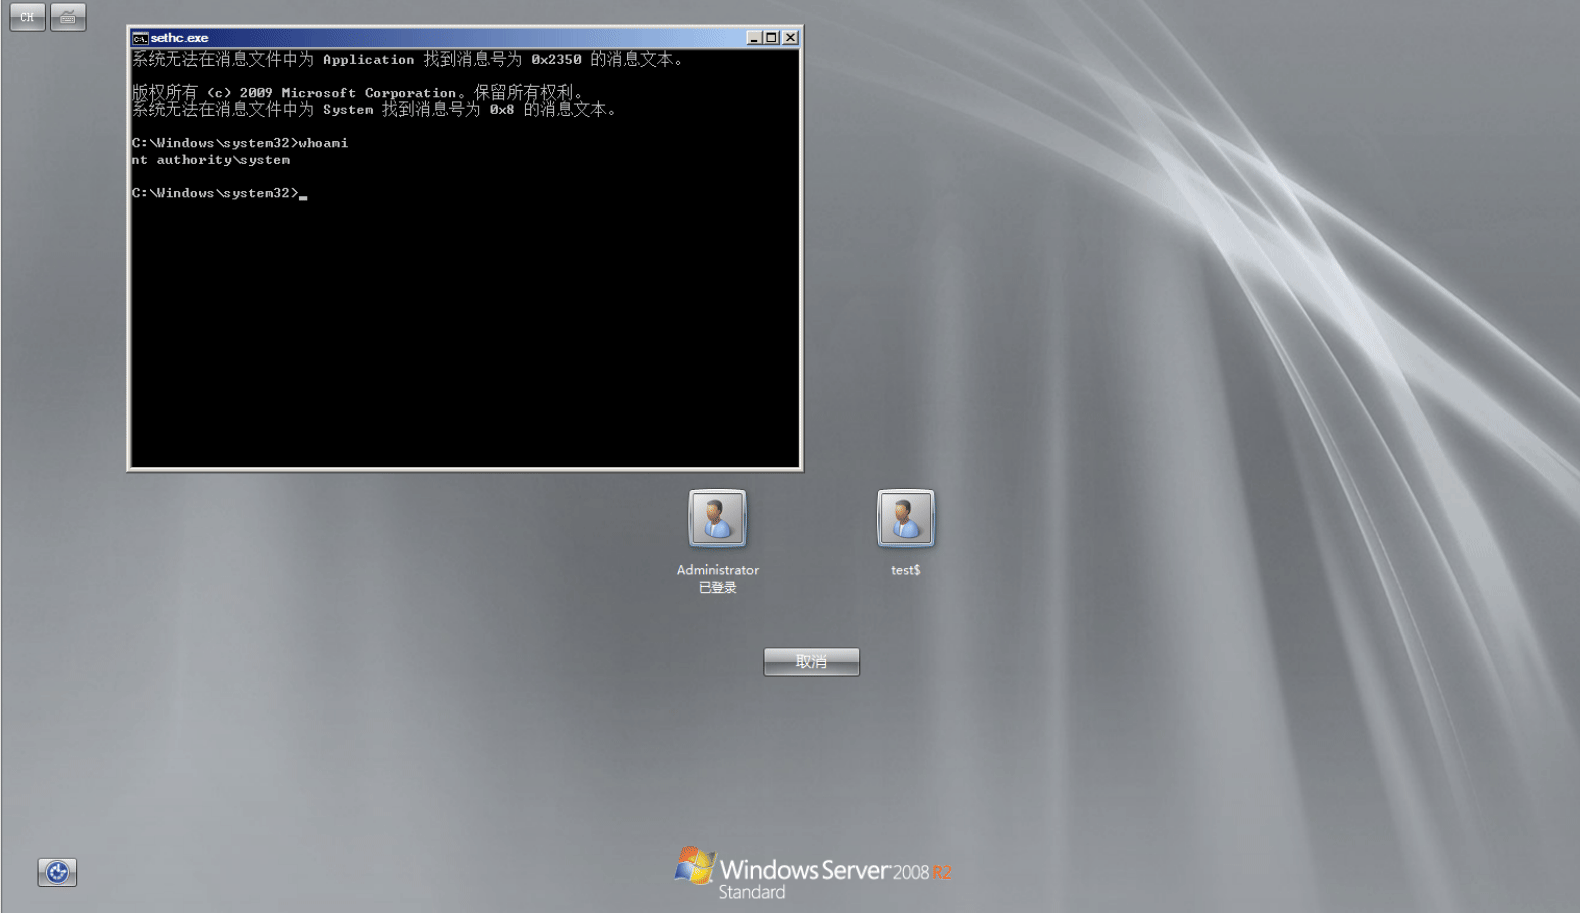 CH
sethc.exe
系统无法在消息文件中为 Application 找到消息号为 0x2350 的消息文本。
版权所有 (c) 2009 Microsoft Corporation。保留所有权利。
系统无法在消息文件中为 System 找到消息号为 0x8 的消息文本。
C:\Windows\system32>whoami
nt authority\system
C:\Windows\system32>
Administrator
已登录
test$
取消
Windows Server 2008 R2
Standard